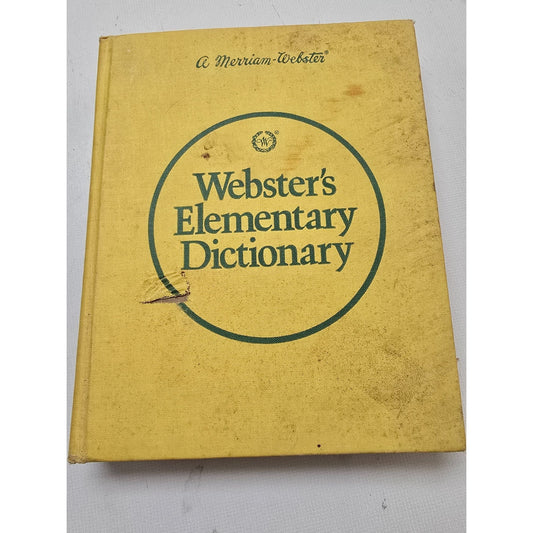 a Merriam-Webster®
®
Webster's
Elementary
Dictionary